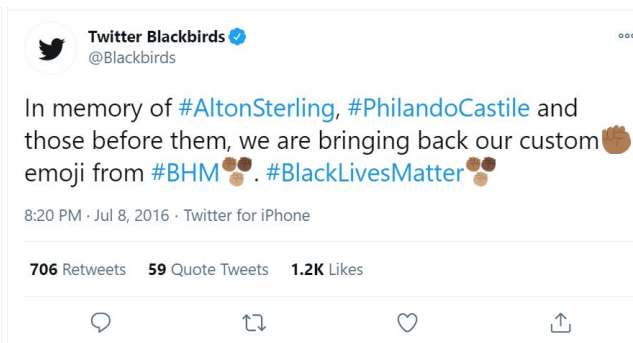 Twitter Blackbirds
@Blackbirds
In memory of #AltonSterling, #PhilandoCastile and
those before them, we are bringing back our custom✊🏾
emoji from #BHM✊🏾✊🏿✊🏽. #BlackLivesMatter✊🏾✊🏿✊🏽
8:20 PM · Jul 8, 2016 · Twitter for iPhone
706 Retweets 59 Quote Tweets 1.2K Likes